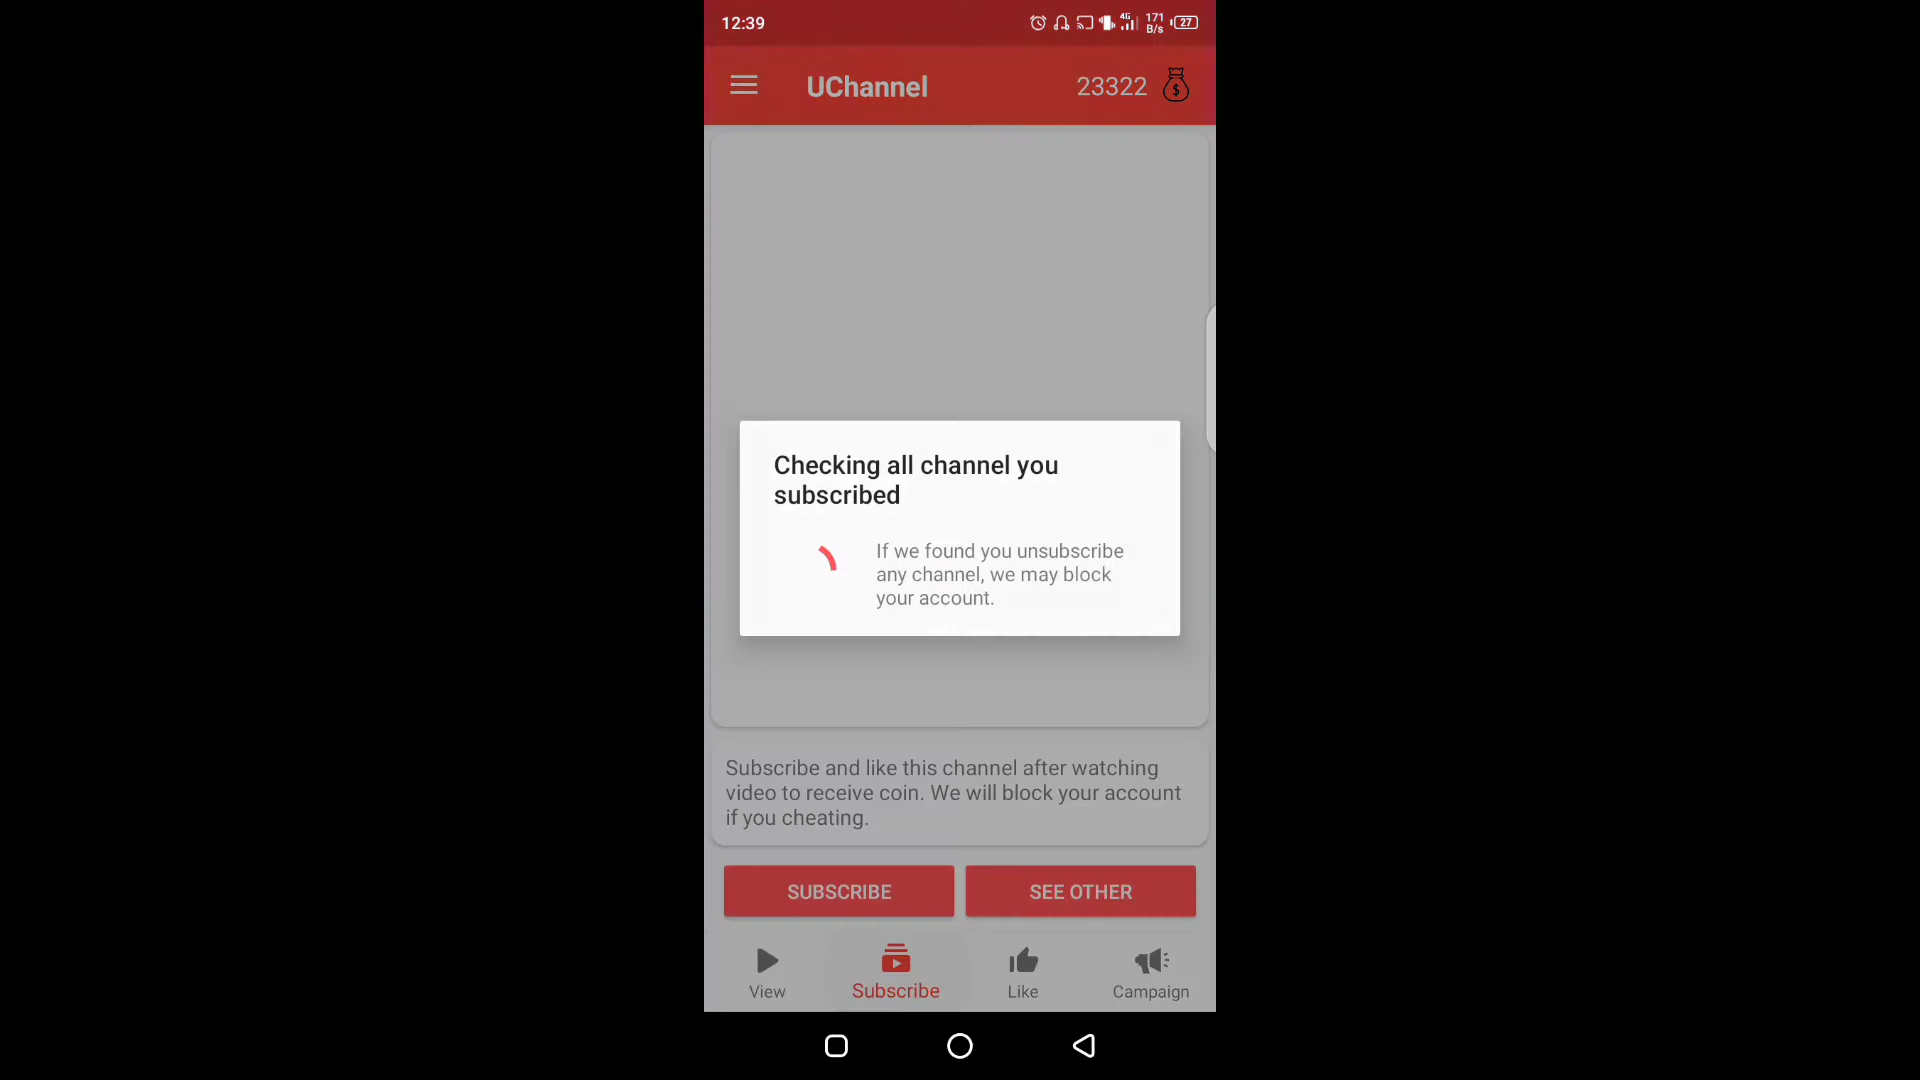 12:39
4G 171 B/s 27
UChannel 23322
$
Checking all channel you
subscribed
If we found you unsubscribe
any channel, we may block
your account.
Subscribe and like this channel after watching
video to receive coin. We will block your account
if you cheating.
SUBSCRIBE SEE OTHER
View Subscribe Like Campaign